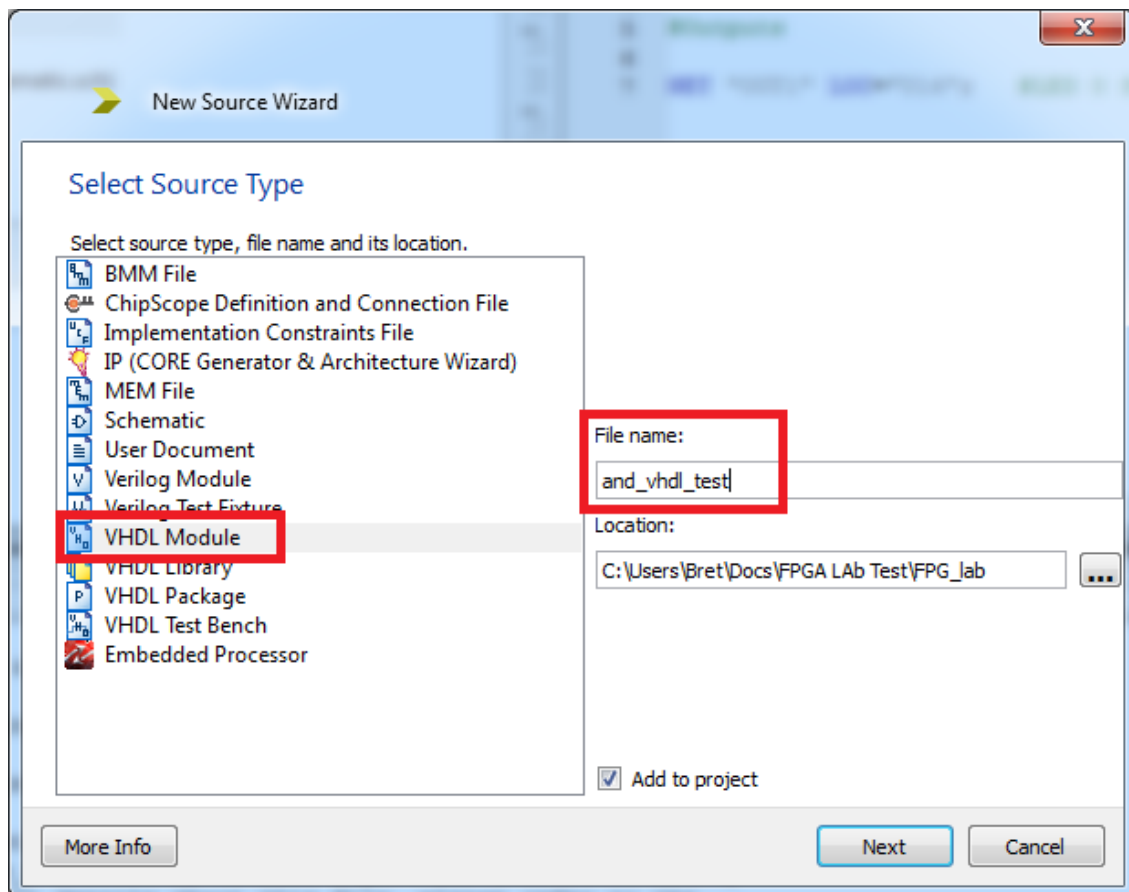 New Source Wizard
Select Source Type
Select source type, file name and its location.
BMM File
ChipScope Definition and Connection File
Implementation Constraints File
IP (CORE Generator & Architecture Wizard)
MEM File
Schematic
User Document
Verilog Module
Verilog Test Fixture
VHDL Module
VHDL Library
VHDL Package
VHDL Test Bench
Embedded Processor
File name:
and_vhdl_test
Location:
C:\Users\Bret\Docs\FPGA LAb Test\FPG_lab
...
Add to project
More Info
Next
Cancel